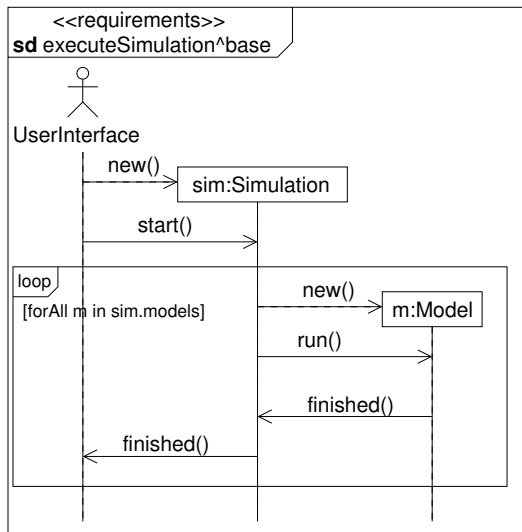 <<requirements>>
sd executeSimulation^base
UserInterface
new()
sim:Simulation
start()
loop
[forAll m in sim.models]
new()
m:Model
run()
finished()
finished()